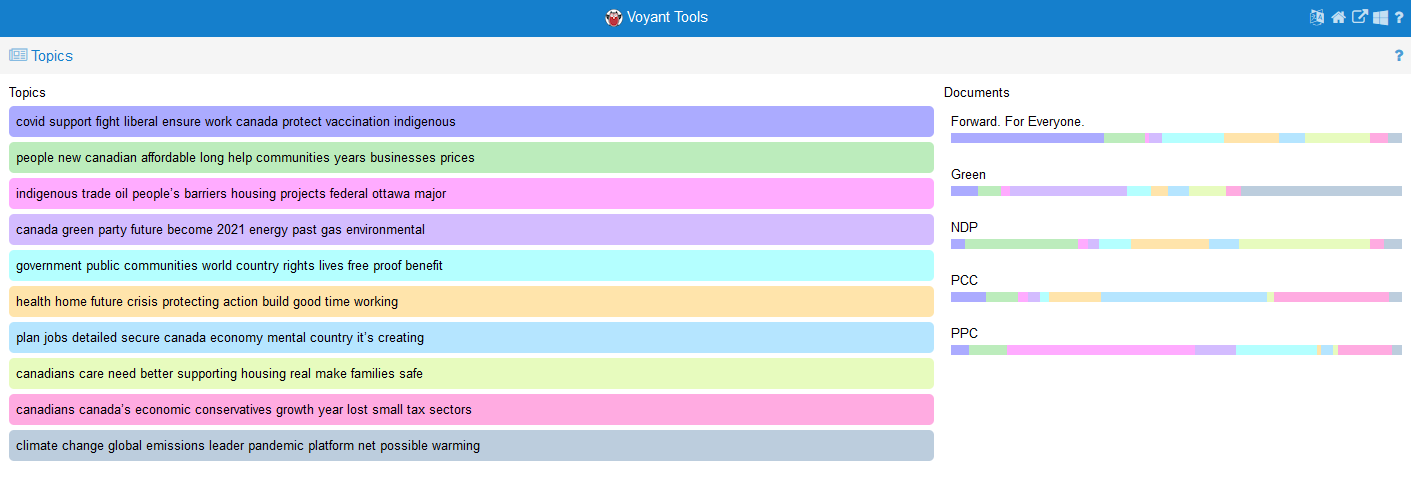 Voyant Tools
?
Topics
?
Topics
covid support fight liberal ensure work canada protect vaccination indigenous
people new canadian affordable long help communities years businesses prices
indigenous trade oil people's barriers housing projects federal ottawa major
canada green party future become 2021 energy past gas environmental
government public communities world country rights lives free proof benefit
health home future crisis protecting action build good time working
plan jobs detailed secure canada economy mental country it's creating
canadians care need better supporting housing real make families safe
canadians canada's economic conservatives growth year lost small tax sectors
climate change global emissions leader pandemic platform net possible warming
Documents
Forward. For Everyone.
Green
NDP
PCC
PPC